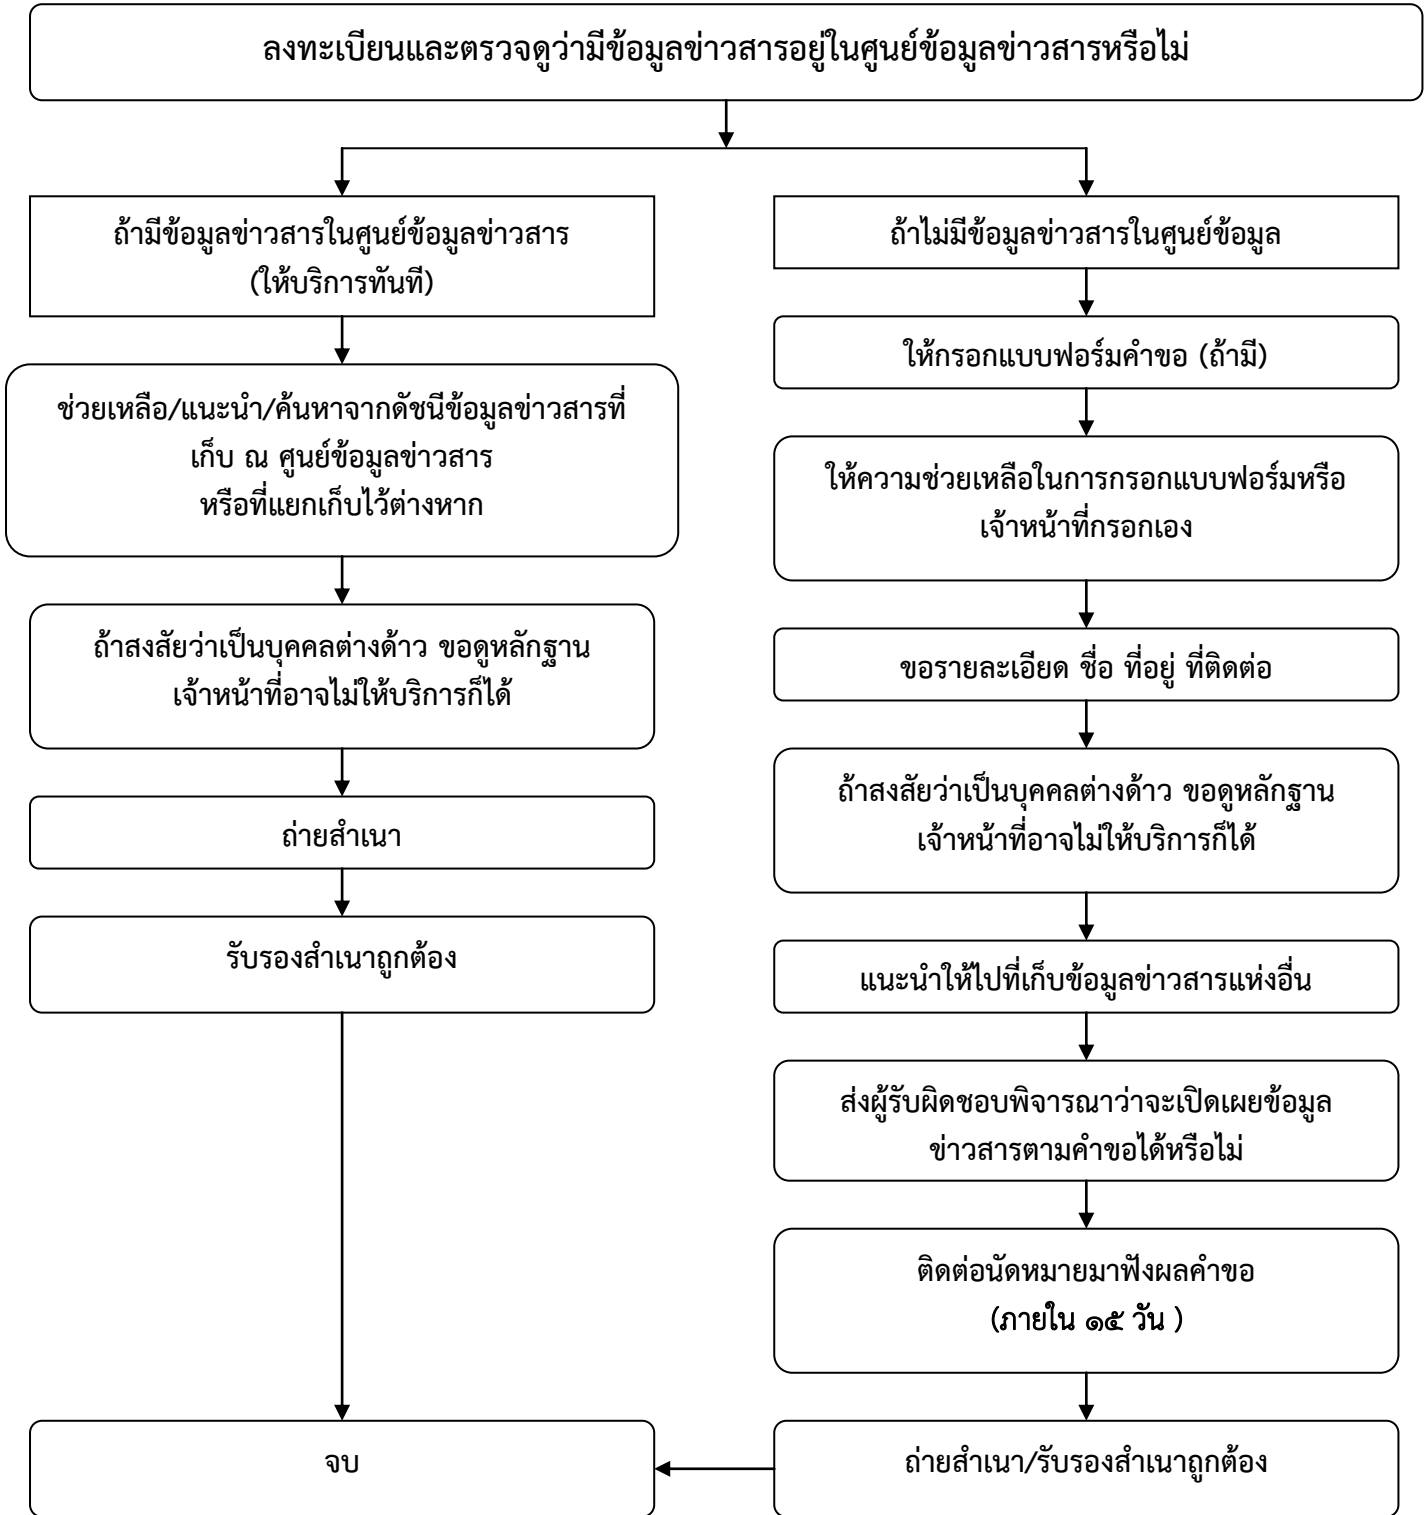 ลงทะเบียนและตรวจดูว่ามีข้อมูลข่าวสารอยู่ในศูนย์ข้อมูลข่าวสารหรือไม่
ถ้ามีข้อมูลข่าวสารในศูนย์ข้อมูลข่าวสาร
(ให้บริการทันที)
ช่วยเหลือ/แนะนำ/ค้นหาจากดัชนีข้อมูลข่าวสารที่
เก็บ ณ ศูนย์ข้อมูลข่าวสาร
หรือที่แยกเก็บไว้ต่างหาก
ถ้าสงสัยว่าเป็นบุคคลต่างด้าว ขอดูหลักฐาน
เจ้าหน้าที่อาจไม่ให้บริการก็ได้
ถ่ายสำเนา
รับรองสำเนาถูกต้อง
ถ้าไม่มีข้อมูลข่าวสารในศูนย์ข้อมูล
ให้กรอกแบบฟอร์มคำขอ (ถ้ามี)
ให้ความช่วยเหลือในการกรอกแบบฟอร์มหรือ
เจ้าหน้าที่กรอกเอง
ขอรายละเอียด ชื่อ ที่อยู่ ที่ติดต่อ
ถ้าสงสัยว่าเป็นบุคคลต่างด้าว ขอดูหลักฐาน
เจ้าหน้าที่อาจไม่ให้บริการก็ได้
แนะนำให้ไปที่เก็บข้อมูลข่าวสารแห่งอื่น
ส่งผู้รับผิดชอบพิจารณาว่าจะเปิดเผยข้อมูล
ข่าวสารตามคำขอได้หรือไม่
ติดต่อนัดหมายมาฟังผลคำขอ
(ภายใน ๑๕ วัน )
ถ่ายสำเนา/รับรองสำเนาถูกต้อง
จบ